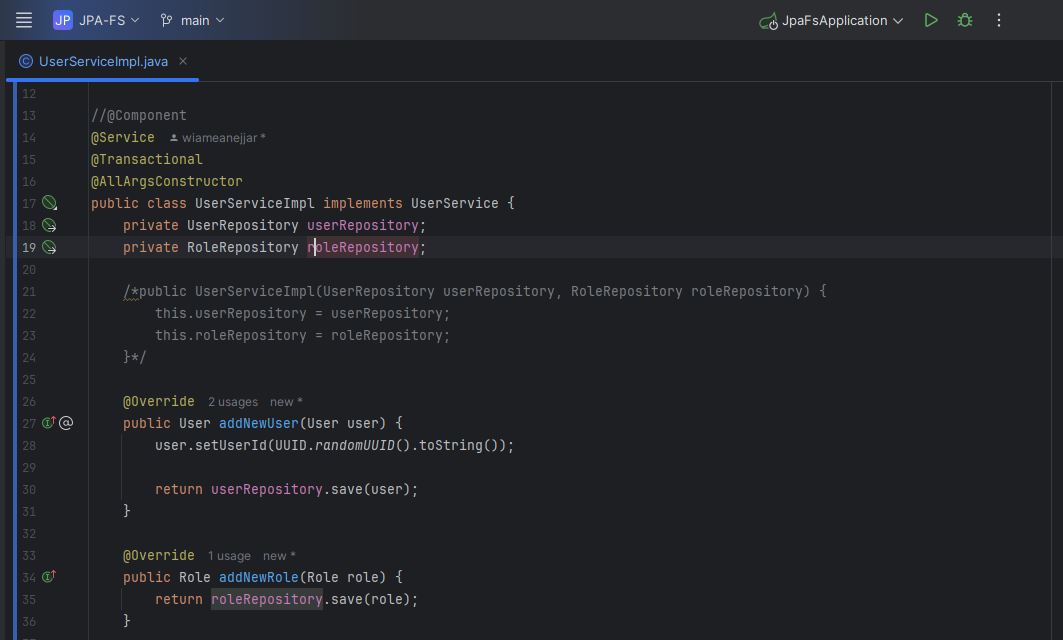 JP JPA-FS main JpaFsApplication
UserServiceImpl.java
12
13 //@Component
14 @Service wiameanejjar *
15 @Transactional
16 @AllArgsConstructor
17 public class UserServiceImpl implements UserService {
18 private UserRepository userRepository;
19 private RoleRepository roleRepository;
20
21 /*public UserServiceImpl(UserRepository userRepository, RoleRepository roleRepository) {
22 this.userRepository = userRepository;
23 this.roleRepository = roleRepository;
24 }*/
25
26 @Override 2 usages new *
27 public User addNewUser(User user) {
28 user.setUserId(UUID.randomUUID().toString());
29
30 return userRepository.save(user);
31 }
32
33 @Override 1 usage new *
34 public Role addNewRole(Role role) {
35 return roleRepository.save(role);
36 }